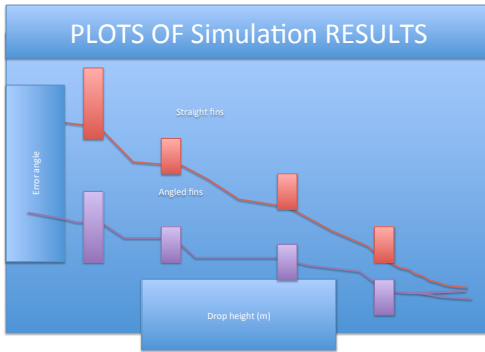 PLOTS OF Simulation RESULTS
Straight fins
Error angle
Angled fins
Drop height (m)